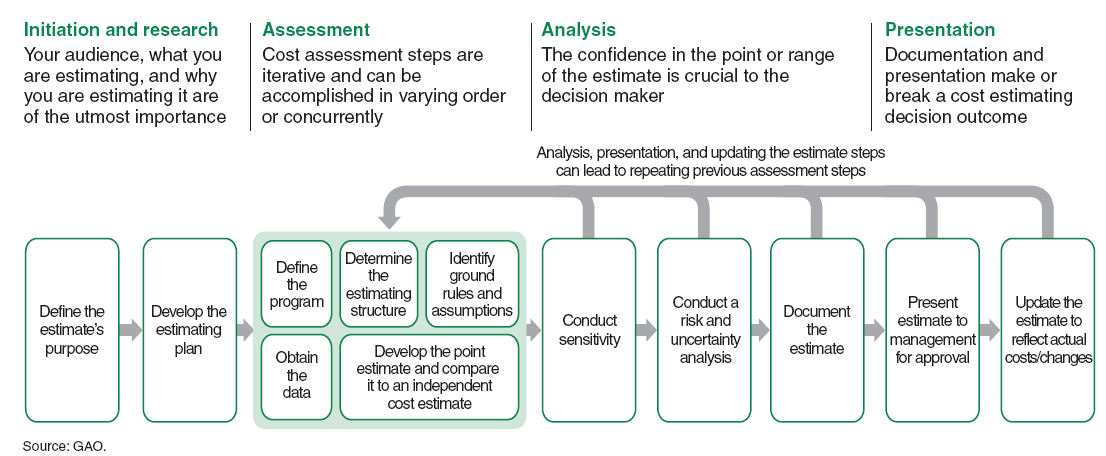 Initiation and research
Your audience, what you
are estimating, and why
you are estimating it are
of the utmost importance
Assessment
Cost assessment steps are
iterative and can be
accomplished in varying order
or concurrently
Analysis
The confidence in the point or range
of the estimate is crucial to the
decision maker
Presentation
Documentation and
presentation make or
break a cost estimating
decision outcome
Analysis, presentation, and updating the estimate steps
can lead to repeating previous assessment steps
Define the
estimate's
purpose
Develop the
estimating
plan
Define
the
program
Determine
the
estimating
structure
Identify
ground
rules and
assumptions
Obtain
the
data
Develop the point
estimate and compare
it to an independent
cost estimate
Conduct
sensitivity
Conduct a
risk and
uncertainty
analysis
Document
the
estimate
Present
estimate to
management
for approval
Update the
estimate to
reflect actual
costs/changes
Source: GAO.